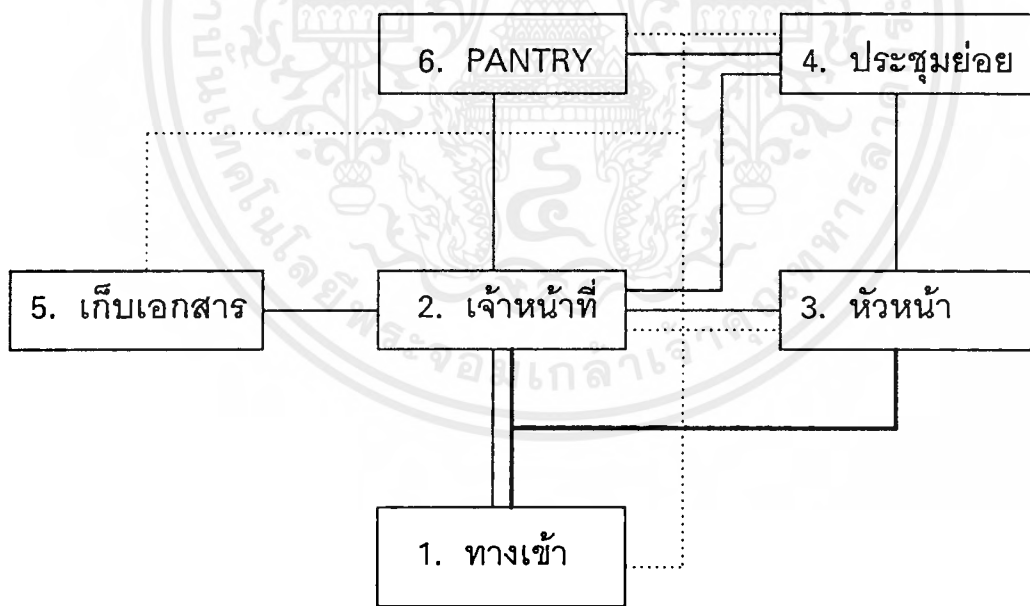 6. PANTRY
4. ประชุมย่อย
5. เก็บเอกสาร
2. เจ้าหน้าที่
3. หัวหน้า
1. ทางเข้า